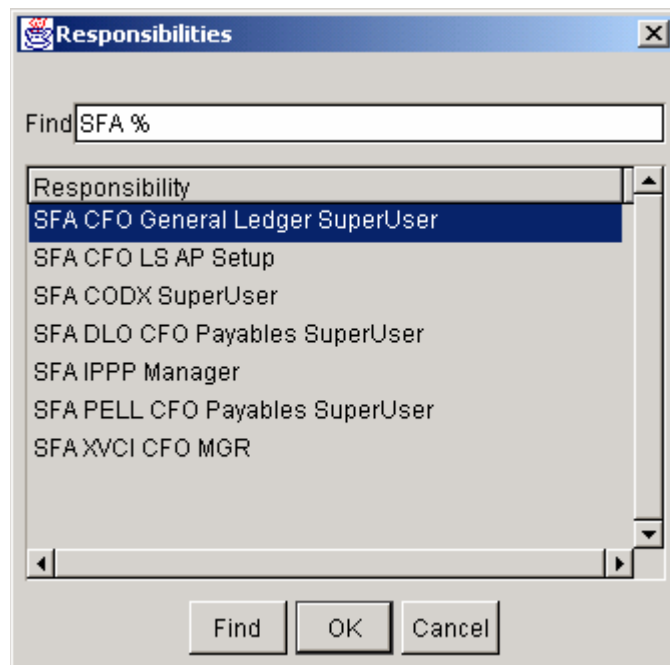 Responsibilities
Find SFA %
Responsibility
SFA CFO General Ledger SuperUser
SFA CFO LS AP Setup
SFA CODX SuperUser
SFA DLO CFO Payables SuperUser
SFA IPPP Manager
SFA PELL CFO Payables SuperUser
SFA XVCI CFO MGR
Find OK Cancel